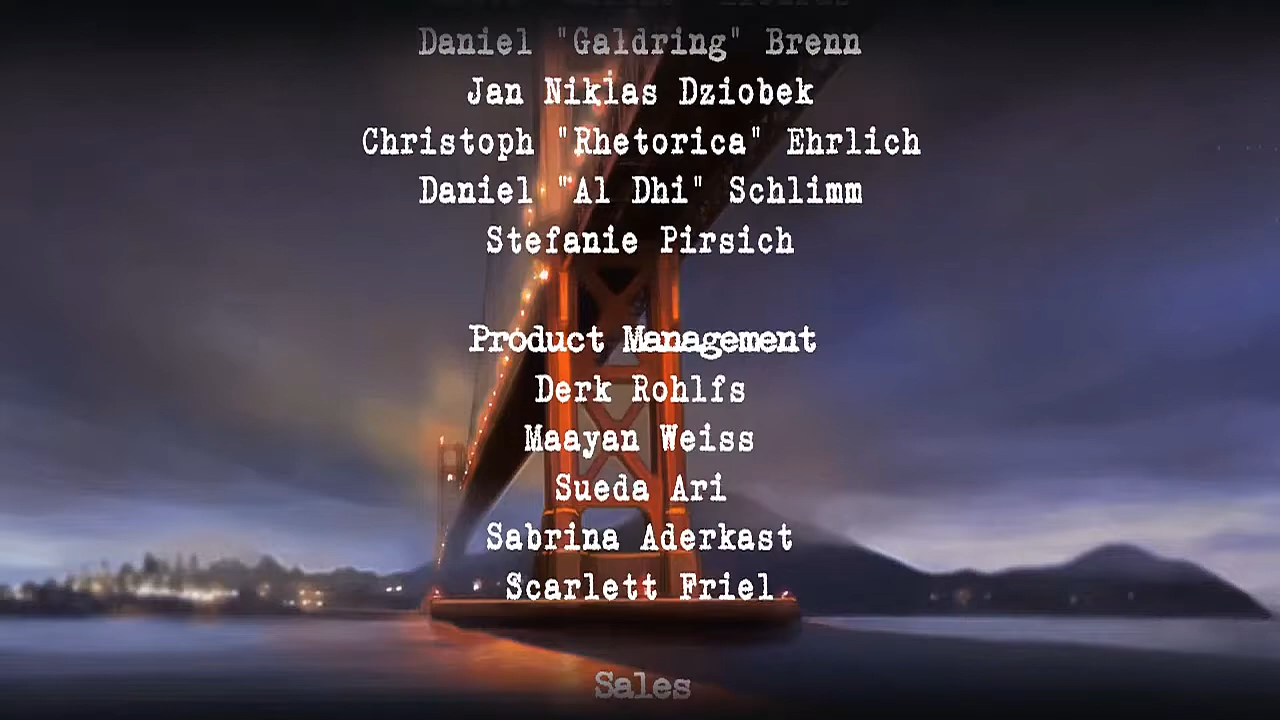 Daniel "Galdring" Brenn
Jan Niklas Dziobek
Christoph "Rhetorica" Ehrlich
Daniel "Al Dhi" Schlimm
Stefanie Pirsich
Product Management
Derk Rohlfs
Maayan Weiss
Sueda Ari
Sabrina Aderkast
Scarlett Friel
Sales